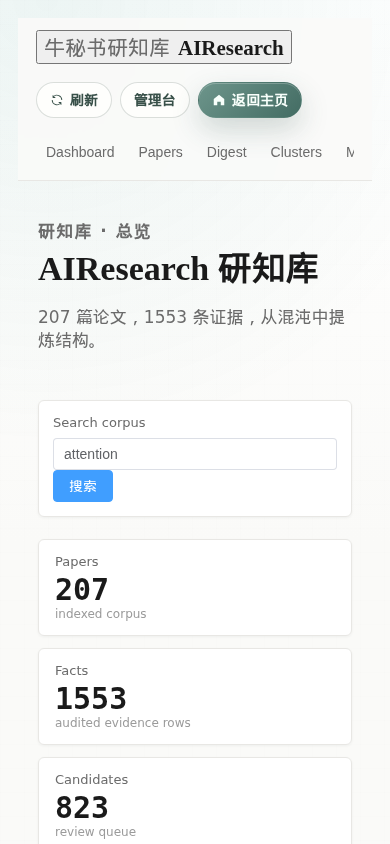 牛秘书研知库 AIResearch
刷新 管理台 返回主页
Dashboard Papers Digest Clusters
研知库 · 总览
AIResearch 研知库
207 篇论文，1553 条证据，从混沌中提
炼结构。
Search corpus
attention
搜索
Papers
207
indexed corpus
Facts
1553
audited evidence rows
Candidates
823
review queue